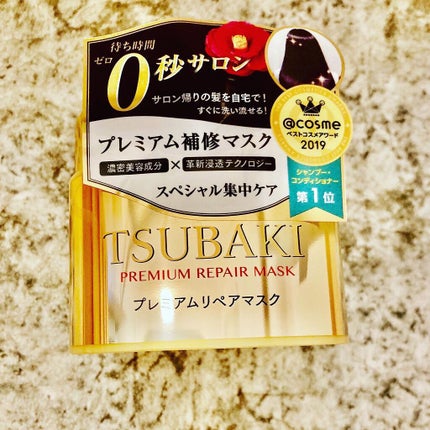 待ち時間
ゼロ
0秒サロン
サロン帰りの髪を自宅で!
すぐに洗い流せる!
プレミアム補修マスク
濃密美容成分×革新浸透テクノロジー
スペシャル集中ケア
@cosme
ベストコスメアワード
2019
シャンプー・
コンディショナー
第1位
TSUBAKI
PREMIUM REPAIR MASK
プレミアムリペアマスク